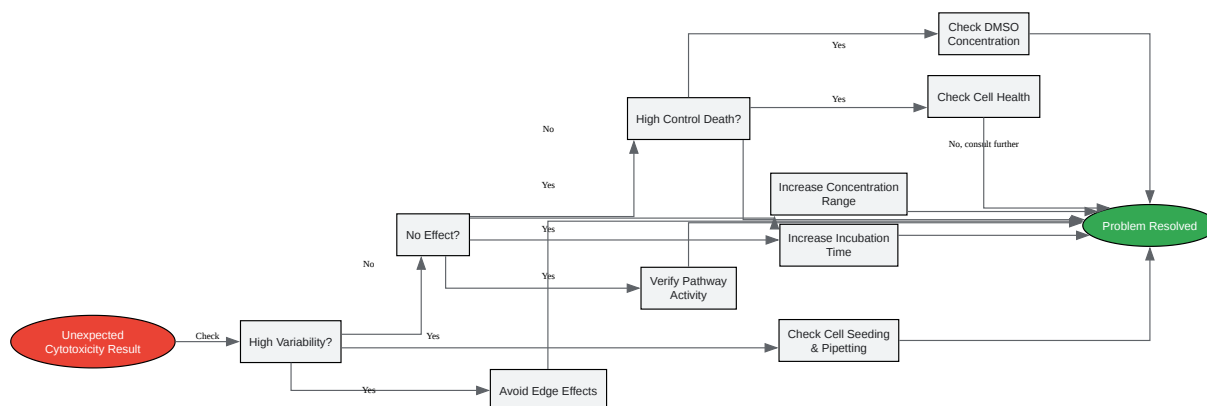 Check DMSO
Concentration
Yes
Check Cell Health
Yes
High Control Death?
No
No, consult further
Increase Concentration
Range
Yes
No Effect?
Yes
Increase Incubation
Time
Problem Resolved
No
Yes
Verify Pathway
Activity
Unexpected
Cytotoxicity Result
Check
High Variability?
Yes
Check Cell Seeding
& Pipetting
Yes
Avoid Edge Effects